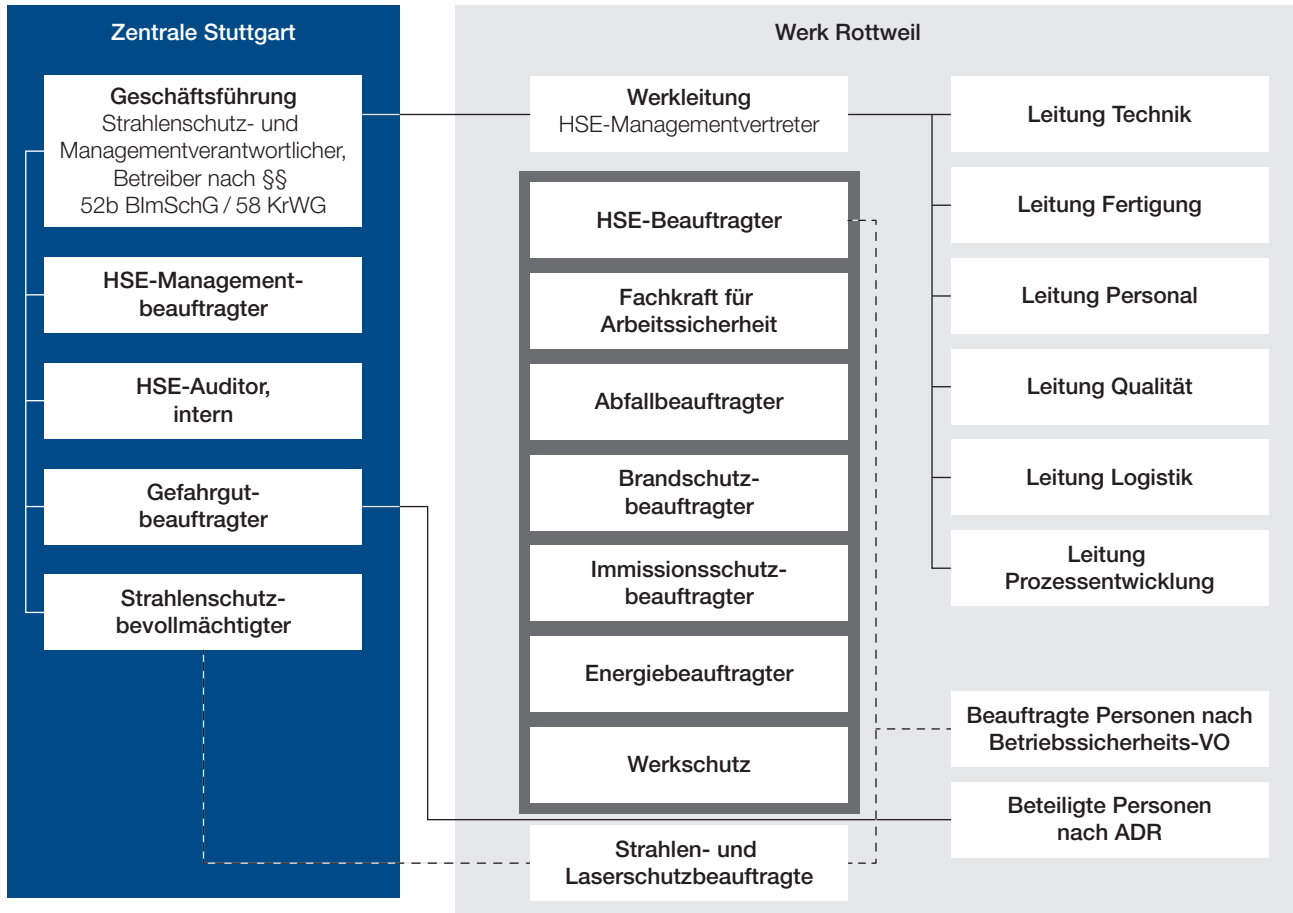 Zentrale Stuttgart
Geschäftsführung
Strahlenschutz- und
Managementverantwortlicher,
Betreiber nach §§
52b BImSchG / 58 KrWG
HSE-Management-
beauftragter
HSE-Auditor,
intern
Gefahrgut-
beauftragter
Strahlenschutz-
bevollmächtigter
Werk Rottweil
Werkleitung
HSE-Managementvertreter
HSE-Beauftragter
Fachkraft für
Arbeitssicherheit
Abfallbeauftragter
Brandschutz-
beauftragter
Immissionsschutz-
beauftragter
Energiebeauftragter
Werkschutz
Strahlen- und
Laserschutzbeauftragte
Leitung Technik
Leitung Fertigung
Leitung Personal
Leitung Qualität
Leitung Logistik
Leitung
Prozessentwicklung
Beauftragte Personen nach
Betriebssicherheits-VO
Beteiligte Personen
nach ADR